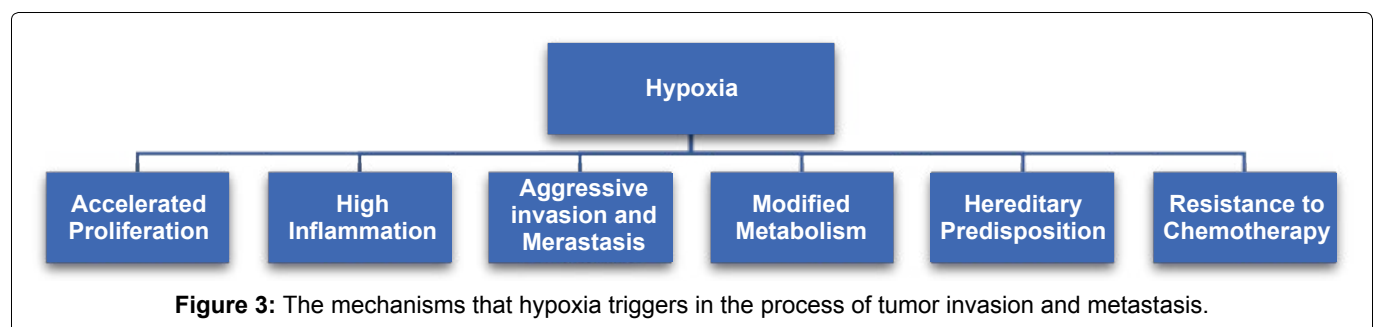 Hypoxia
Accelerated
Proliferation
High
Inflammation
Aggressive
invasion and
Merastasis
Modified
Metabolism
Hereditary
Predisposition
Resistance to
Chemotherapy
Figure 3: The mechanisms that hypoxia triggers in the process of tumor invasion and metastasis.